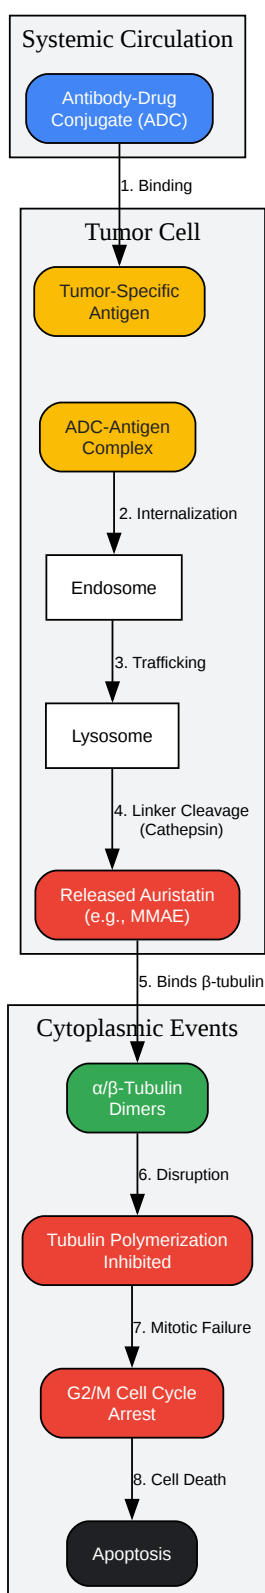 Systemic Circulation
Antibody-Drug
Conjugate (ADC)
1. Binding
Tumor Cell
Tumor-Specific
Antigen
ADC-Antigen
Complex
2. Internalization
Endosome
3. Trafficking
Lysosome
4. Linker Cleavage
(Cathepsin)
Released Auristatin
(e.g., MMAE)
5. Binds β-tubulin
Cytoplasmic Events
α/β-Tubulin
Dimers
6. Disruption
Tubulin Polymerization
Inhibited
7. Mitotic Failure
G2/M Cell Cycle
Arrest
8. Cell Death
Apoptosis